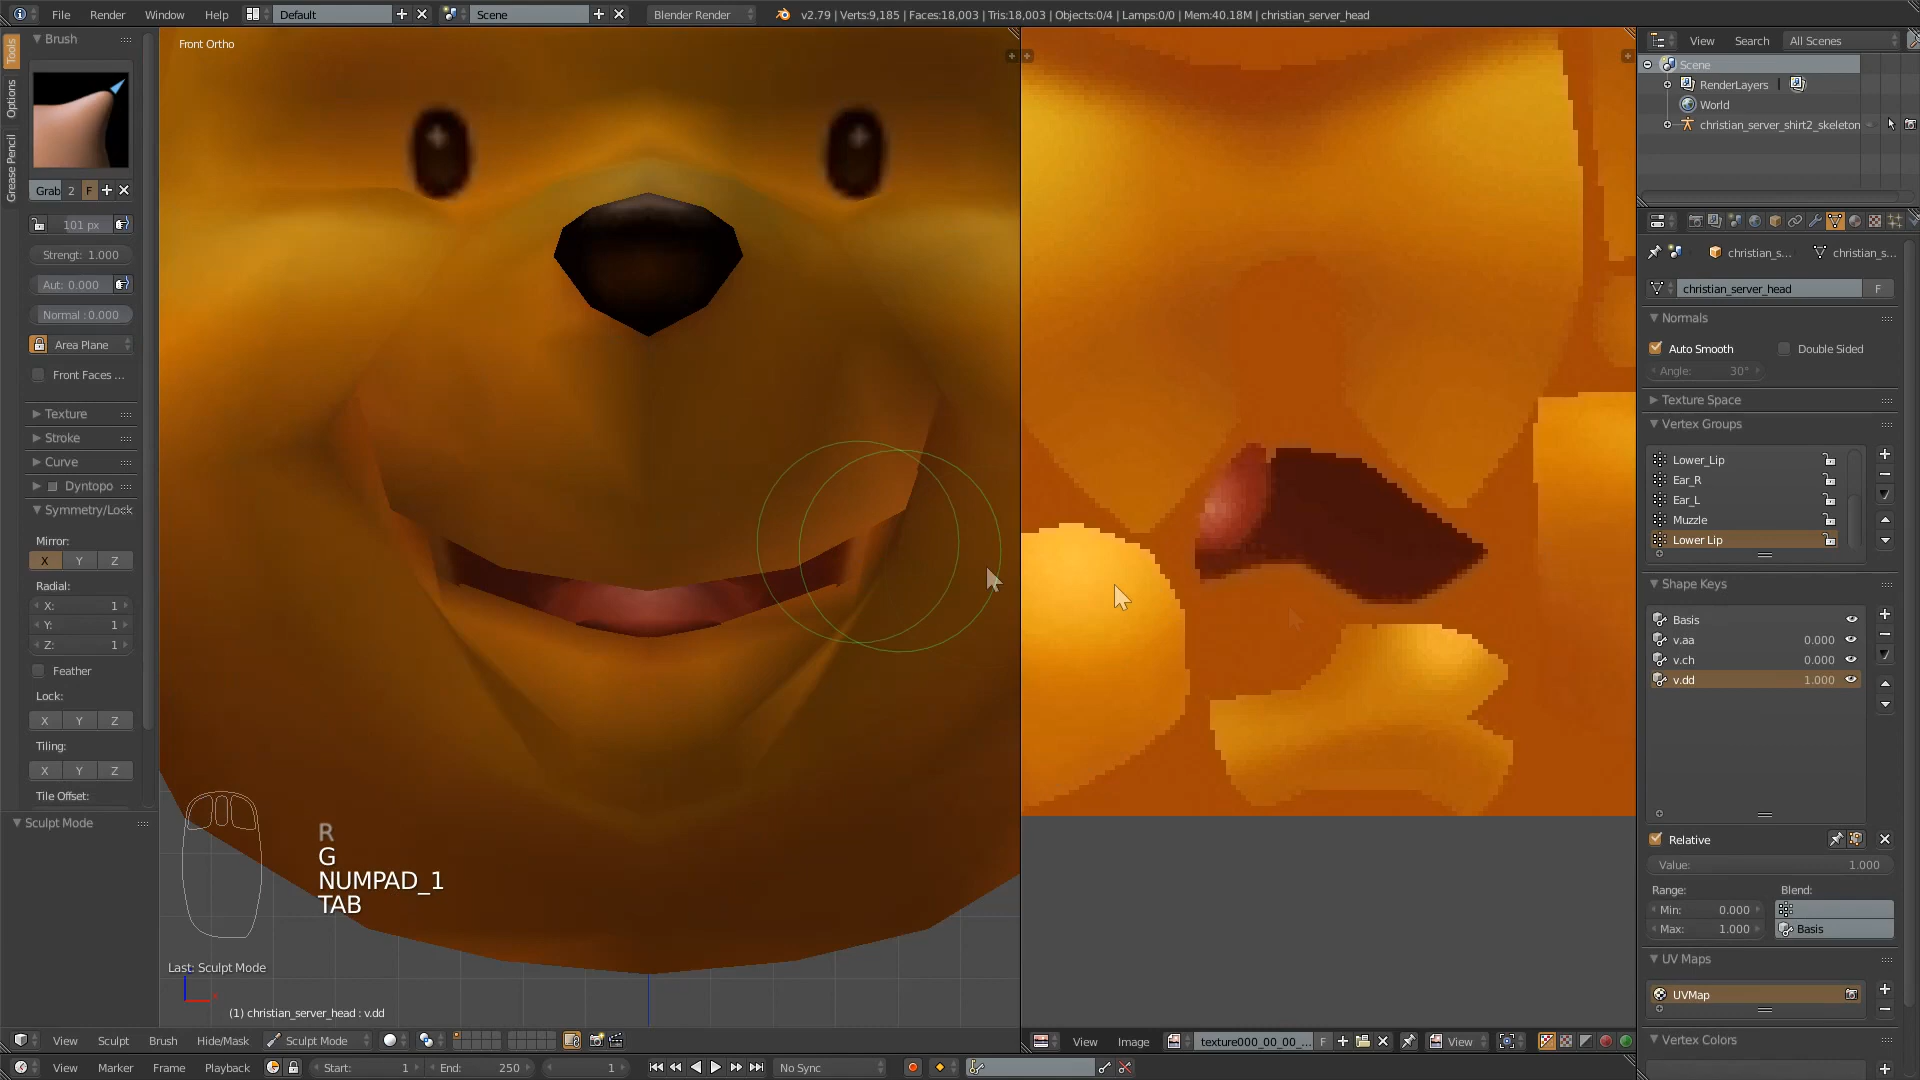 File Render Window Help Default Scene Blender Render v2.79 | Verts:9,185 | Faces:18,003 | Tris:18,003 | Objects:0/4 | Lamps:0/0 | Mem:40.18M | christian_server_head
Tools
Options
Grease Pencil
Brush
Grab 2 F
101 px
Strengt: 1.000
Aut: 0.000
Normal: 0.000
Area Plane
Front Faces ...
Texture
Stroke
Curve
Dyntopo
Symmetry/Lock
Mirror:
X Y Z
Radial:
X: 1
Y: 1
Z: 1
Feather
Lock:
X Y Z
Tiling:
X Y Z
Tile Offset:
Sculpt Mode
Front Ortho
R
G
NUMPAD_1
TAB
Last: Sculpt Mode
(1) christian_server_head : v.dd
View Sculpt Brush Hide/Mask Sculpt Mode
View Image texture000_00_00_... F View
View Marker Frame Playback Start: 1 End: 250 1 No Sync
View Search All Scenes
Scene
RenderLayers
World
christian_server_shirt2_skeleton
christian_s... christian_s...
christian_server_head F
Normals
Auto Smooth Double Sided
Angle: 30°
Texture Space
Vertex Groups
Lower_Lip
Ear_R
Ear_L
Muzzle
Lower Lip
Shape Keys
Basis
v.aa 0.000
v.ch 0.000
v.dd 1.000
Relative
Value: 1.000
Range: Blend:
Min: 0.000
Max: 1.000 Basis
UV Maps
UVMap
Vertex Colors